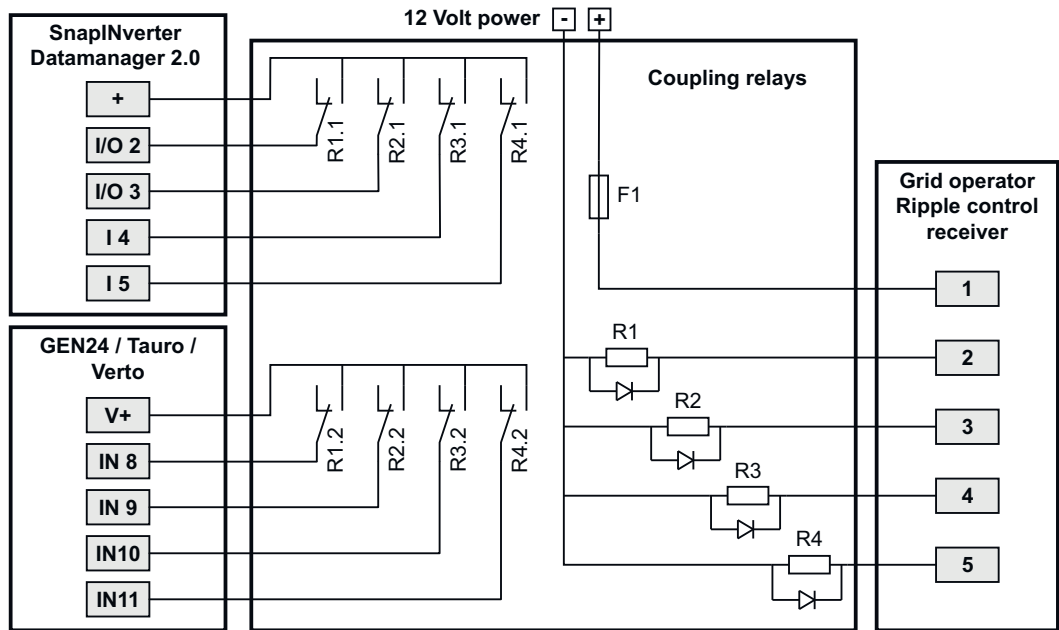 12 Volt power - +
SnapINverter
Datamanager 2.0
+
I/O 2
I/O 3
I 4
I 5
R1.1
R2.1
R3.1
R4.1
Coupling relays
F1
GEN24 / Tauro /
Verto
V+
IN 8
IN 9
IN10
IN11
R1.2
R2.2
R3.2
R4.2
R1
R2
R3
R4
Grid operator
Ripple control
receiver
1
2
3
4
5